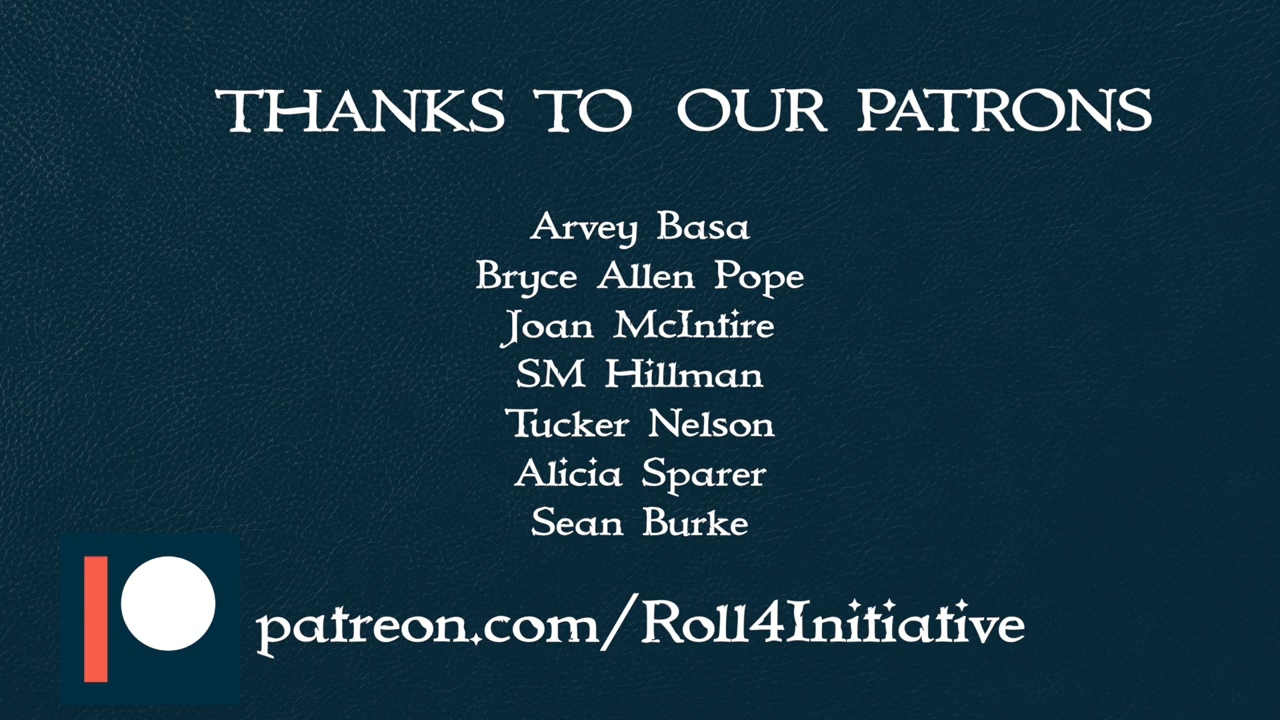 THANKS TO OUR PATRONS
Arvey Basa
Bryce Allen Pope
Joan McIntire
SM Hillman
Tucker Nelson
Alicia Sparer
Sean Burke
patreon.com/Roll4Initiative